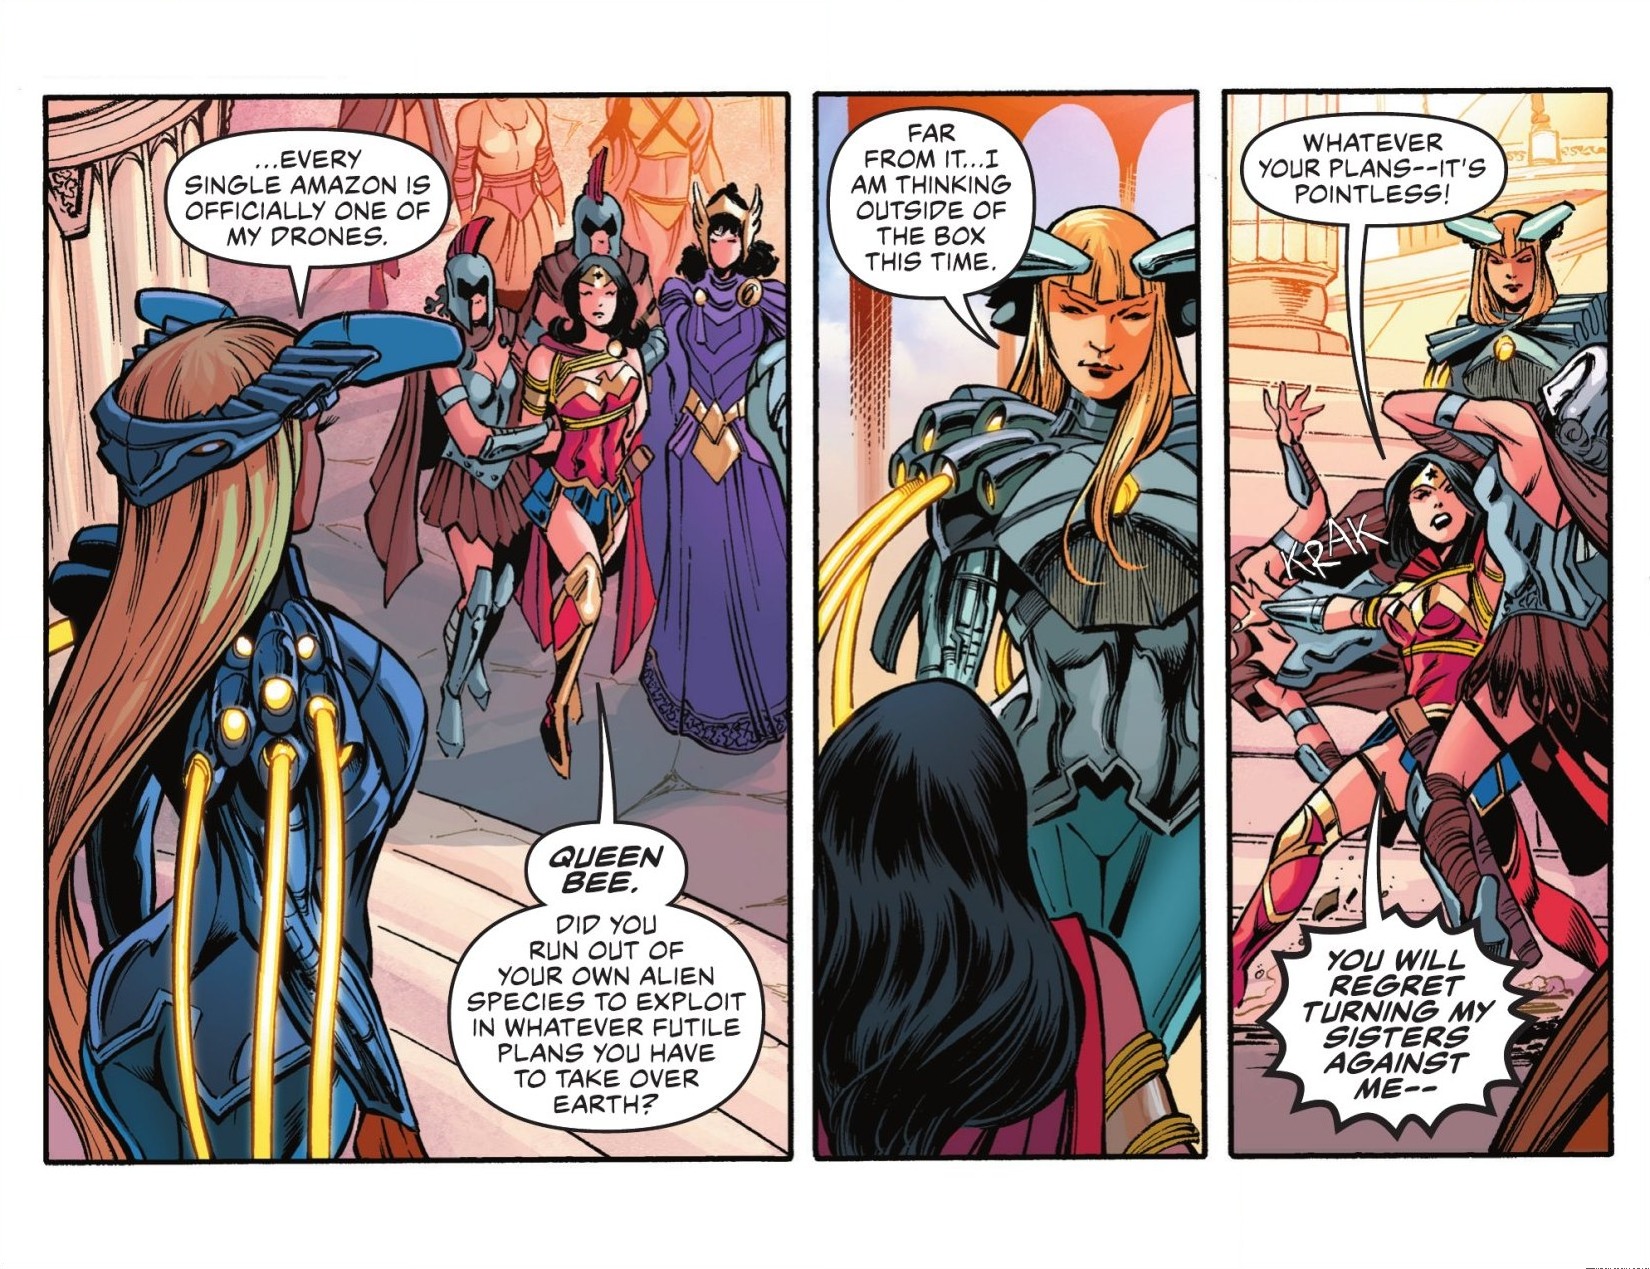 ...EVERY
SINGLE AMAZON IS
OFFICIALLY ONE OF
MY DRONES.
QUEEN
BEE.
DID YOU
RUN OUT OF
YOUR OWN ALIEN
SPECIES TO EXPLOIT
IN WHATEVER FUTILE
PLANS YOU HAVE
TO TAKE OVER
EARTH?
FAR
FROM IT...I
AM THINKING
OUTSIDE OF
THE BOX
THIS TIME.
WHATEVER
YOUR PLANS--IT'S
POINTLESS!
KRAK
YOU WILL
REGRET
TURNING MY
SISTERS
AGAINST
ME--